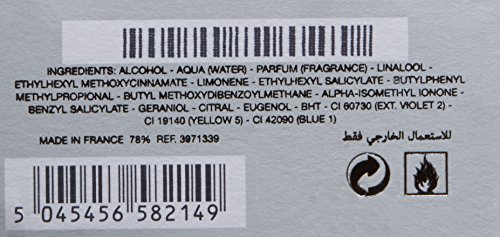 INGREDIENTS: ALCOHOL - AQUA (WATER) - PARFUM (FRAGRANCE) - LINALOOL -
ETHYLHEXYL METHOXYCINNAMATE - LIMONENE - ETHYLHEXYL SALICYLATE - BUTYLPHENYL
METHYLPROPIONAL - BUTYL METHOXYDIBENZOYLMETHANE - ALPHA-ISOMETHYL IONONE -
BENZYL SALICYLATE - GERANIOL - CITRAL - EUGENOL - BHT - CI 60730 (EXT. VIOLET 2) -
CI 19140 (YELLOW 5) - CI 42090 (BLUE 1)
للاستعمال الخارجي فقط
MADE IN FRANCE 78% REF. 3971339
5 045456 582149